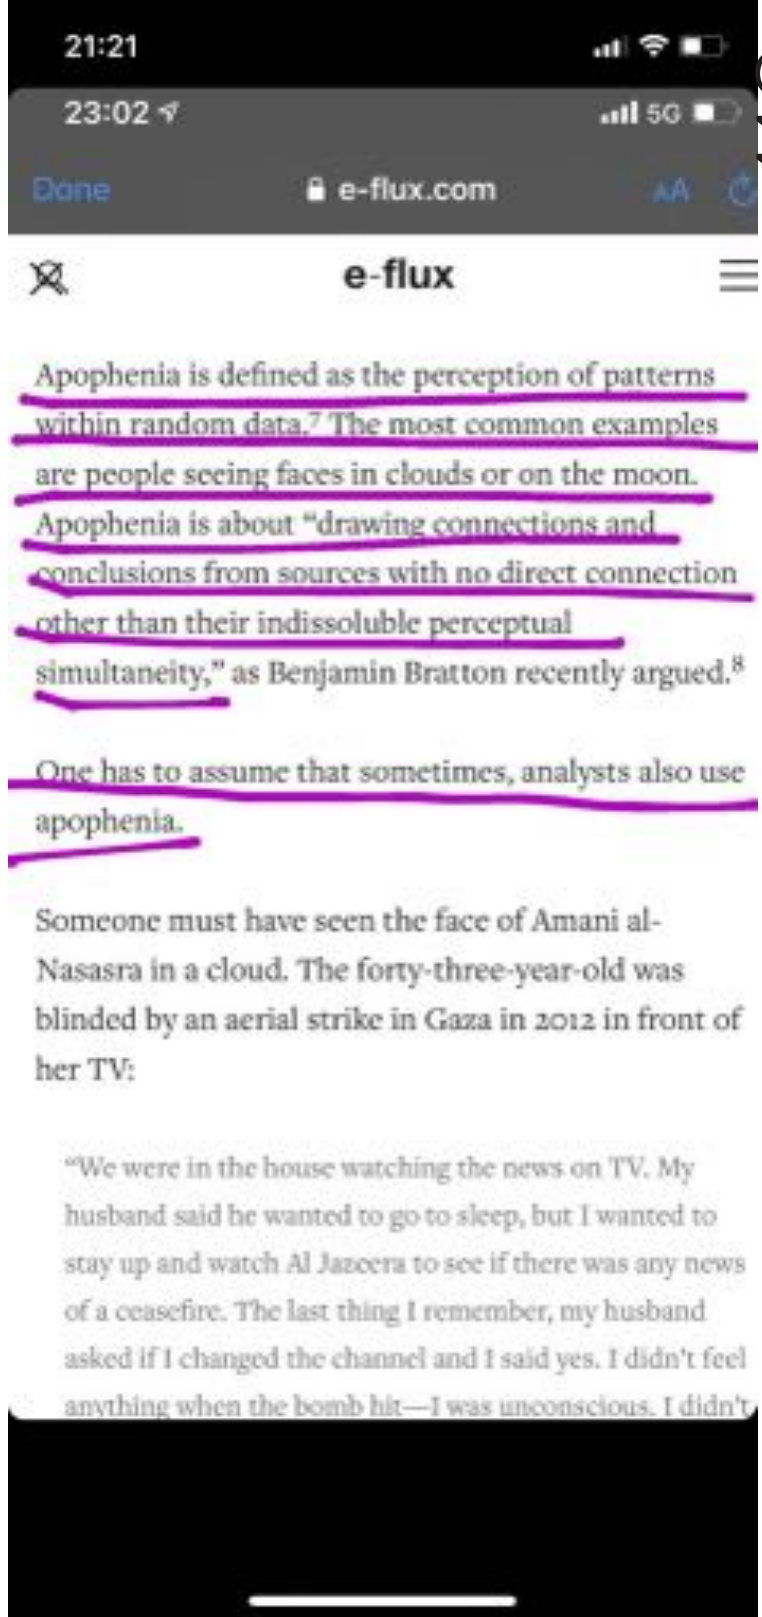 21:21
23:02 5G
Done e-flux.com AA
e-flux
Apophenia is defined as the perception of patterns
within random data.⁷ The most common examples
are people seeing faces in clouds or on the moon.
Apophenia is about “drawing connections and
conclusions from sources with no direct connection
other than their indissoluble perceptual
simultaneity,” as Benjamin Bratton recently argued.⁸
One has to assume that sometimes, analysts also use
apophenia.
Someone must have seen the face of Amani al-
Nasasra in a cloud. The forty-three-year-old was
blinded by an aerial strike in Gaza in 2012 in front of
her TV:
“We were in the house watching the news on TV. My
husband said he wanted to go to sleep, but I wanted to
stay up and watch Al Jazeera to see if there was any news
of a ceasefire. The last thing I remember, my husband
asked if I changed the channel and I said yes. I didn’t feel
anything when the bomb hit—I was unconscious. I didn’t